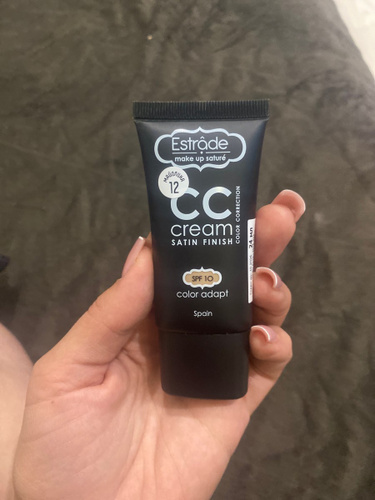 Estrâde
make up saturé
12
CC
cream
COLOR CORRECTION
SATIN FINISH
SPF 10
color adapt
Spain